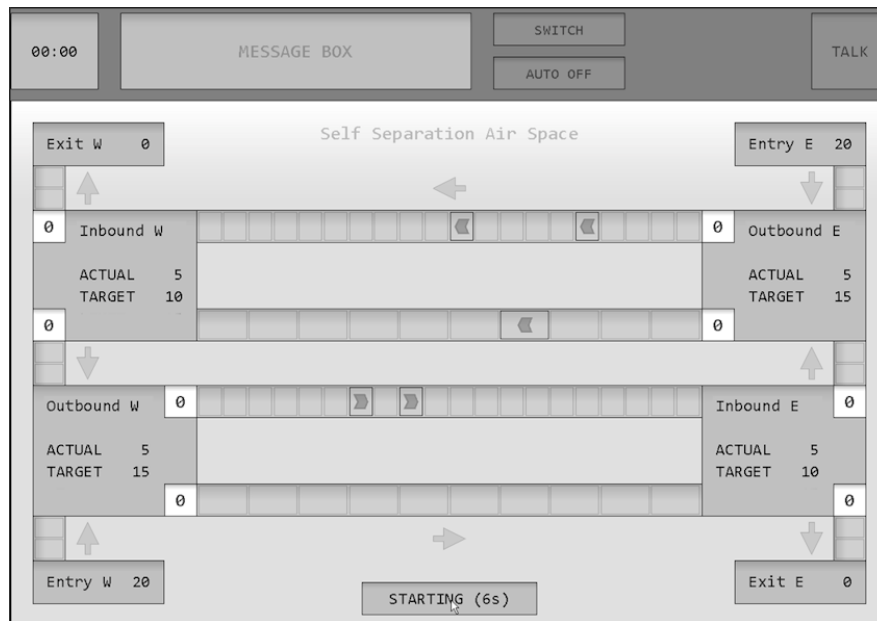 00:00
MESSAGE BOX
SWITCH
AUTO OFF
TALK
Exit W 0
Self Separation Air Space
Entry E 20
0
Inbound W
ACTUAL 5
TARGET 10
0
0
Outbound E
ACTUAL 5
TARGET 15
0
Outbound W
0
ACTUAL 5
TARGET 15
0
Inbound E
0
ACTUAL 5
TARGET 10
0
Entry W 20
STARTING (6s)
Exit E 0